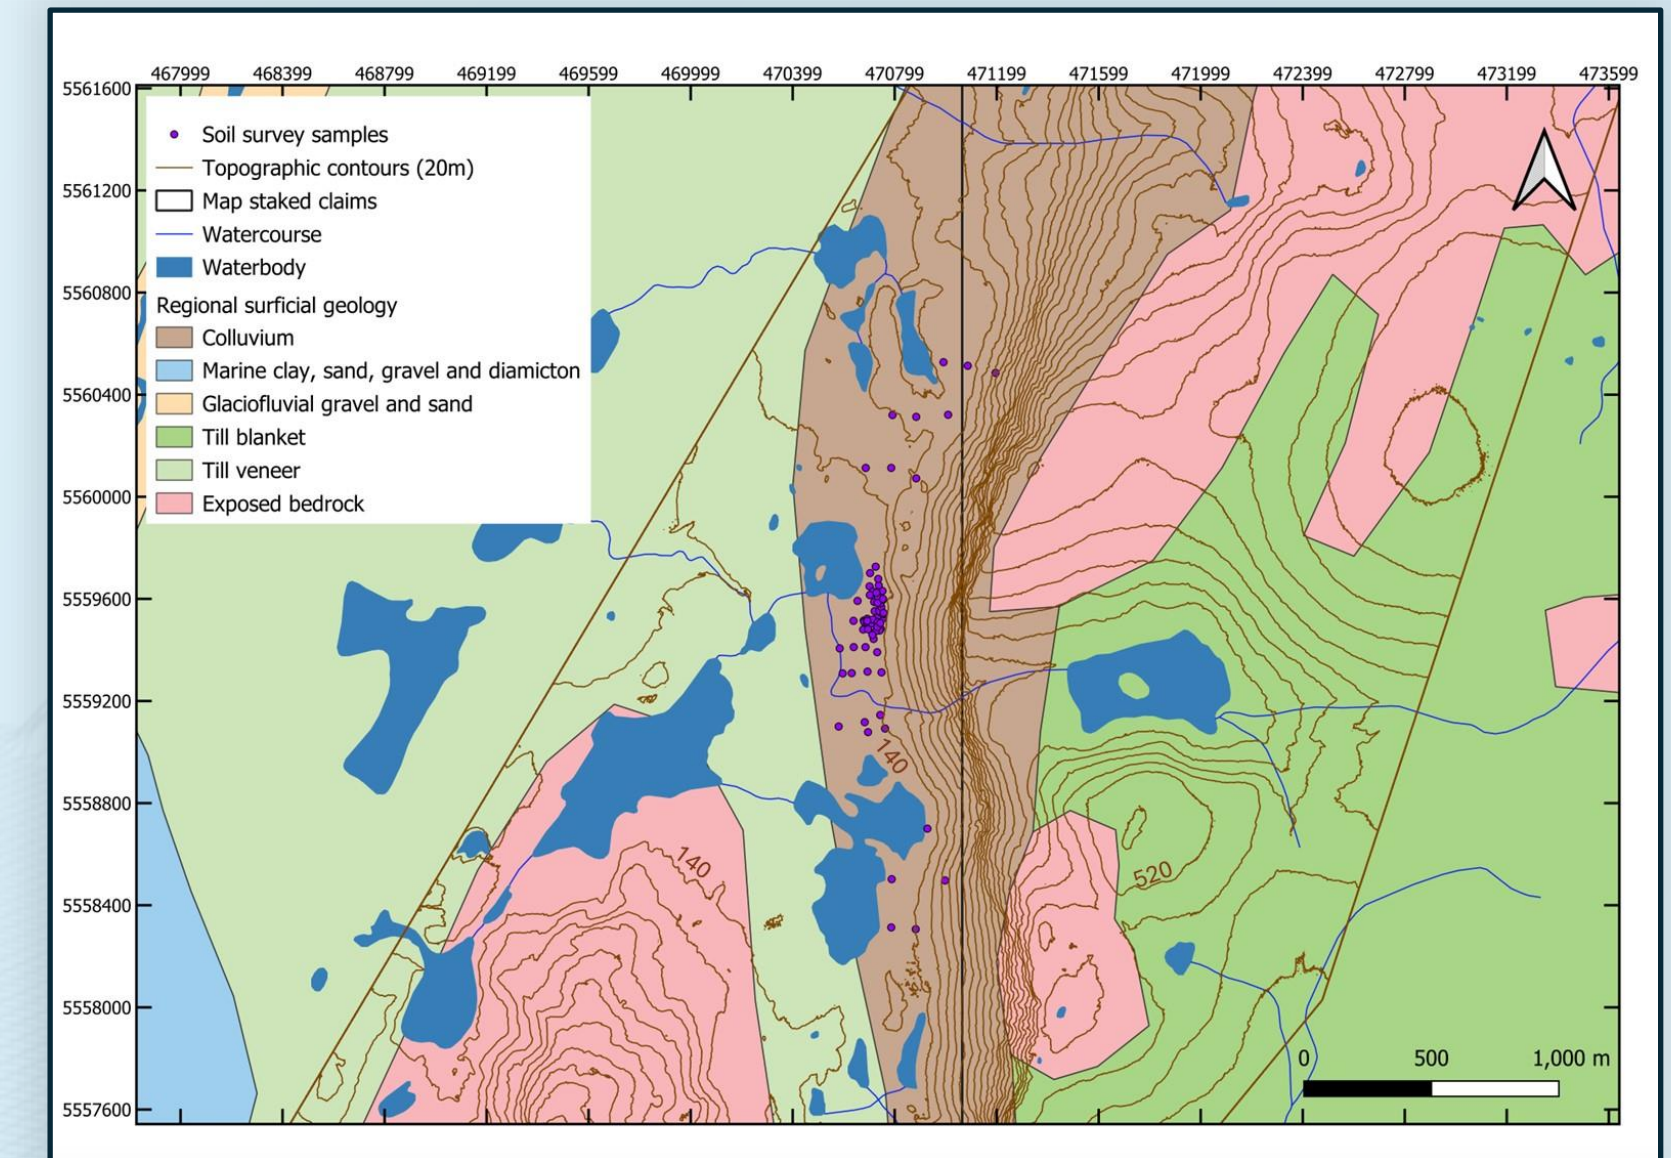 467999 468399 468799 469199 469599 469999 470399 470799 471199 471599 471999 472399 472799 473199 473599
5561600
Soil survey samples
Topographic contours (20m)
5561200
Map staked claims
Watercourse
Waterbody
5560800
Regional surficial geology
Colluvium
Marine clay, sand, gravel and diamicton
5560400
Glaciofluvial gravel and sand
Till blanket
Till veneer
5560000
Exposed bedrock
5559600
5559200
140
5558800
140
520
5558400
5558000
0 500 1,000 m
5557600